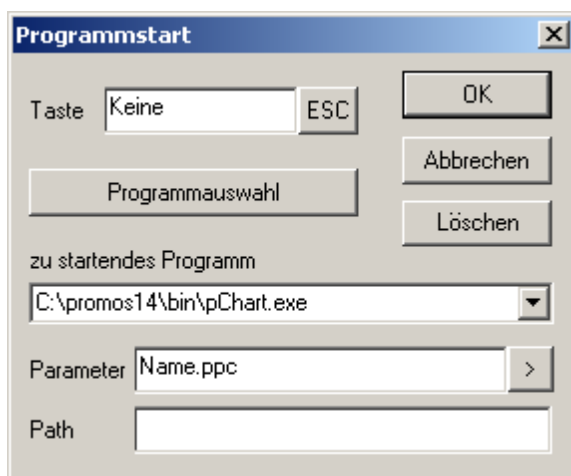 Programmstart
Taste Keine ESC OK
Abbrechen
Programmauswahl
Löschen
zu startendes Programm
C:\promos14\bin\pChart.exe
Parameter Name.ppc >
Path